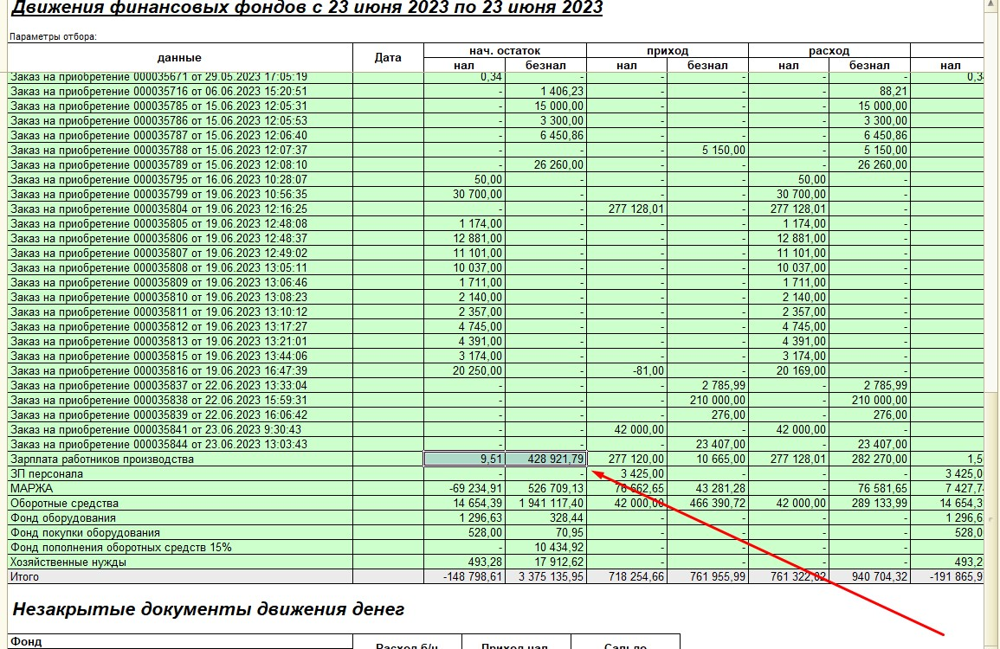 Движения финансовых фондов с 23 июня 2023 по 23 июня 2023
Параметры отбора:
данные Дата нач. остаток приход расход
нал безнал нал безнал нал безнал нал
Заказ на приобретение 000035671 от 29.05.2023 17:05:19 0,34 - - - - - 0,34
Заказ на приобретение 000035716 от 06.06.2023 15:20:51 - 1 406,23 - - - 88,21
Заказ на приобретение 000035785 от 15.06.2023 12:05:31 - 15 000,00 - - - 15 000,00
Заказ на приобретение 000035786 от 15.06.2023 12:05:53 - 3 300,00 - - - 3 300,00
Заказ на приобретение 000035787 от 15.06.2023 12:06:40 - 6 450,86 - - - 6 450,86
Заказ на приобретение 000035788 от 15.06.2023 12:07:37 - - - 5 150,00 - 5 150,00
Заказ на приобретение 000035789 от 15.06.2023 12:08:10 - 26 260,00 - - - 26 260,00
Заказ на приобретение 000035795 от 16.06.2023 10:28:07 50,00 - - - 50,00 -
Заказ на приобретение 000035799 от 19.06.2023 10:56:35 30 700,00 - - - 30 700,00 -
Заказ на приобретение 000035804 от 19.06.2023 12:16:25 - - 277 128,01 - 277 128,01 -
Заказ на приобретение 000035805 от 19.06.2023 12:48:08 1 174,00 - - - 1 174,00 -
Заказ на приобретение 000035806 от 19.06.2023 12:48:37 12 881,00 - - - 12 881,00 -
Заказ на приобретение 000035807 от 19.06.2023 12:49:02 11 101,00 - - - 11 101,00 -
Заказ на приобретение 000035808 от 19.06.2023 13:05:11 10 037,00 - - - 10 037,00 -
Заказ на приобретение 000035809 от 19.06.2023 13:06:46 1 711,00 - - - 1 711,00 -
Заказ на приобретение 000035810 от 19.06.2023 13:08:23 2 140,00 - - - 2 140,00 -
Заказ на приобретение 000035811 от 19.06.2023 13:10:12 2 357,00 - - - 2 357,00 -
Заказ на приобретение 000035812 от 19.06.2023 13:17:27 4 745,00 - - - 4 745,00 -
Заказ на приобретение 000035813 от 19.06.2023 13:21:01 4 391,00 - - - 4 391,00 -
Заказ на приобретение 000035815 от 19.06.2023 13:44:06 3 174,00 - - - 3 174,00 -
Заказ на приобретение 000035816 от 19.06.2023 16:47:39 20 250,00 - -81,00 - 20 169,00 -
Заказ на приобретение 000035837 от 22.06.2023 13:33:04 - - - 2 785,99 - 2 785,99
Заказ на приобретение 000035838 от 22.06.2023 15:59:31 - - - 210 000,00 - 210 000,00
Заказ на приобретение 000035839 от 22.06.2023 16:06:42 - - - 276,00 - 276,00
Заказ на приобретение 000035841 от 23.06.2023 9:30:43 - - 42 000,00 - 42 000,00 -
Заказ на приобретение 000035844 от 23.06.2023 13:03:43 - - - 23 407,00 - 23 407,00
Зарплата работников производства 9,51 428 921,79 277 120,00 10 665,00 277 128,01 282 270,00 1,5
ЗП персонала - - 3 425,00 - - - 3 425,0
МАРЖА -69 234,91 526 709,13 76 662,65 43 281,28 - 76 581,65 7 427,7
Оборотные средства 14 654,39 1 941 117,40 42 000,00 466 390,72 42 000,00 289 133,99 14 654,3
Фонд оборудования 1 296,63 328,44 - - - - 1 296,6
Фонд покупки оборудования 528,00 70,95 - - - - 528,0
Фонд пополнения оборотных средств 15% - 10 434,92 - - - -
Хозяйственные нужды 493,28 17 912,62 - - - - 493,2
Итого -148 798,61 3 375 135,95 718 254,66 761 955,99 761 322,02 940 704,32 -191 865,9
Незакрытые документы движения денег
Фонд Расход б/н Приход нал Сальдо